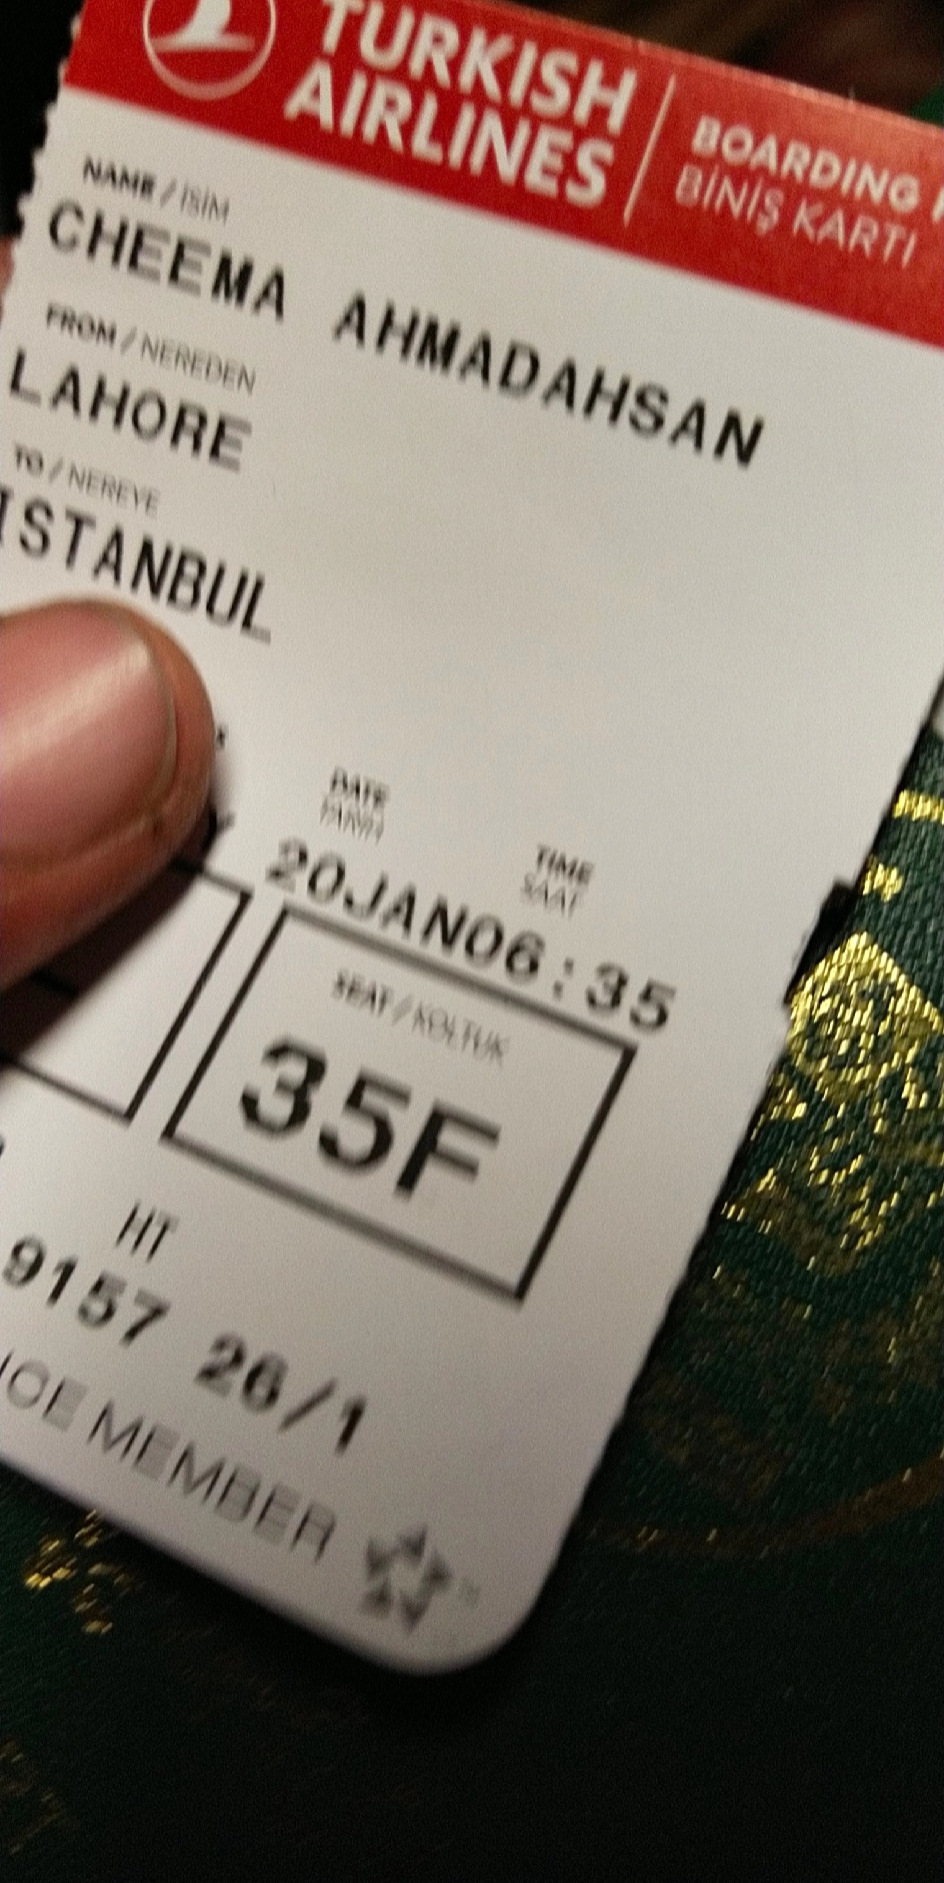 TURKISH
AIRLINES
BOARDING
BİNİŞ KARTI
NAME / İSİM
CHEEMA AHMADAHSAN
FROM / NEREDEN
LAHORE
TO / NEREYE
ISTANBUL
DATE TIME
TARİH SAAT
20JAN06:35
SEAT / KOLTUK
35F
9157 26/1
MEMBER